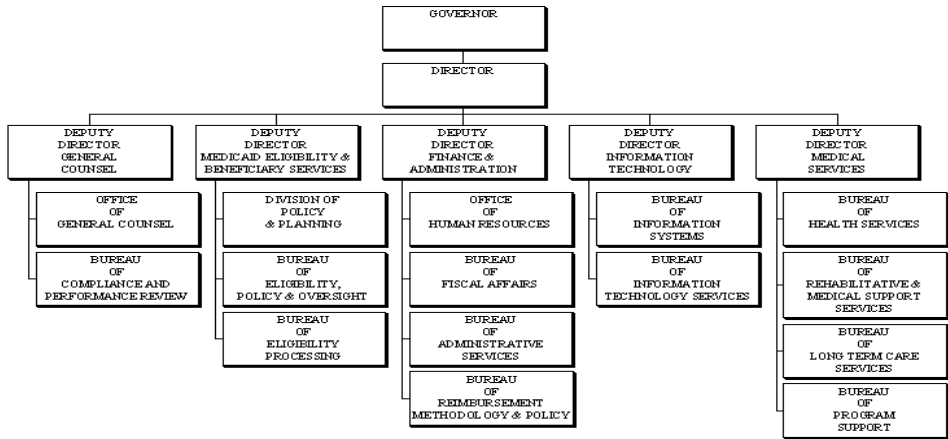 GOVERNOR
DIRECTOR
DEPUTY
DIRECTOR
GENERAL
COUNSEL
DEPUTY
DIRECTOR
MEDICAID ELIGIBILITY &
BENEFICIARY SERVICES
DEPUTY
DIRECTOR
FINANCE &
ADMINISTRATION
DEPUTY
DIRECTOR
INFORMATION
TECHNOLOGY
DEPUTY
DIRECTOR
MEDICAL
SERVICES
OFFICE
OF
GENERAL COUNSEL
BUREAU
OF
COMPLIANCE AND
PERFORMANCE REVIEW
DIVISION OF
POLICY
& PLANNING
BUREAU
OF
ELIGIBILITY,
POLICY & OVERSIGHT
BUREAU
OF
ELIGIBILITY
PROCESSING
OFFICE
OF
HUMAN RESOURCES
BUREAU
OF
FISCAL AFFAIRS
BUREAU
OF
ADMINISTRATIVE
SERVICES
BUREAU
OF
REIMBURSEMENT
METHODOLOGY & POLICY
BUREAU
OF
INFORMATION
SYSTEMS
BUREAU
OF
INFORMATION
TECHNOLOGY SERVICES
BUREAU
OF
HEALTH SERVICES
BUREAU
OF
REHABILITATIVE &
MEDICAL SUPPORT
SERVICES
BUREAU
OF
LONG TERM CARE
SERVICES
BUREAU
OF
PROGRAM
SUPPORT